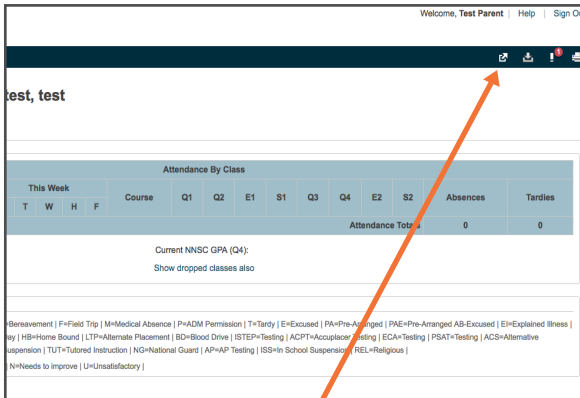 Welcome, Test Parent | Help | Sign
1
test, test
Attendance By Class
This Week
T W H F Course Q1 Q2 E1 S1 Q3 Q4 E2 S2 Absences Tardies
Attendance Totals 0 0
Current NNSC GPA (Q4):
Show dropped classes also
=Bereavement | F=Field Trip | M=Medical Absence | P=ADM Permission | T=Tardy | E=Excused | PA=Pre-Arranged | PAE=Pre-Arranged AB-Excused | EI=Explained Illness |
ay | HB=Home Bound | LTP=Alternate Placement | BD=Blood Drive | ISTEP=Testing | ACPT=Accuplacer Testing | ECA=Testing | PSAT=Testing | ACS=Alternative
uspension | TUT=Tutored Instruction | NG=National Guard | AP=AP Testing | ISS=In School Suspension | REL=Religious |
| N=Needs to improve | U=Unsatisfactory |